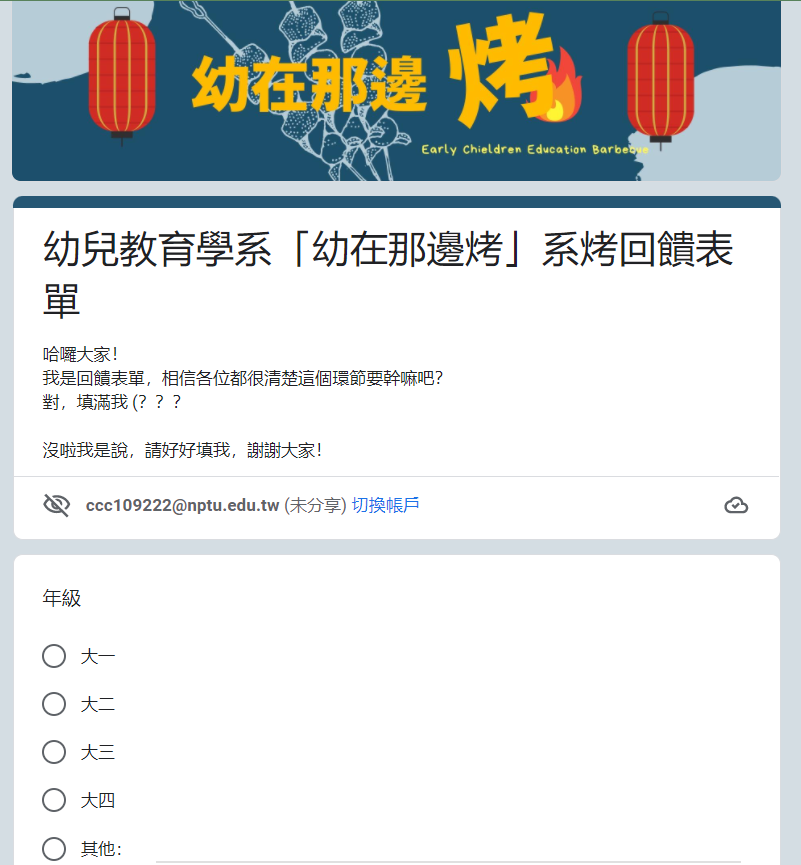 幼在那邊 烤
Early Chieldren Education Barbebue
幼兒教育學系「幼在那邊烤」系烤回饋表
單
哈囉大家！
我是回饋表單，相信各位都很清楚這個環節要幹嘛吧？
對，填滿我 (？？？
沒啦我是說，請好好填我，謝謝大家！
ccc109222@nptu.edu.tw (未分享) 切換帳戶
年級
大一
大二
大三
大四
其他：